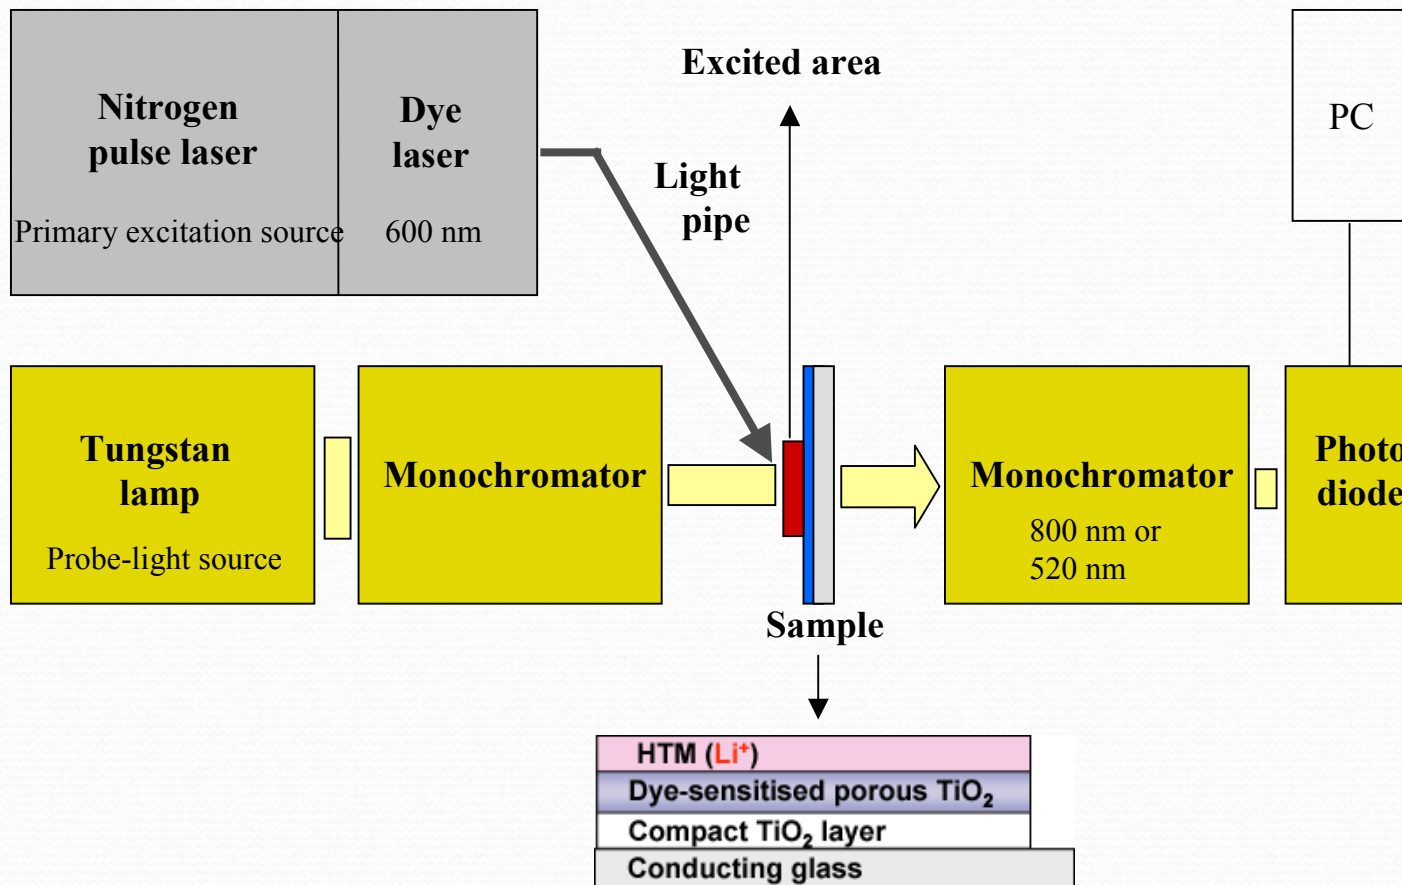 Nitrogen
pulse laser
Primary excitation source
Dye
laser
600 nm
Excited area
Light
pipe
PC
Tungstan
lamp
Probe-light source
Monochromator
Monochromator
800 nm or
520 nm
Photo
diode
Sample
HTM (Li⁺)
Dye-sensitised porous TiO₂
Compact TiO₂ layer
Conducting glass